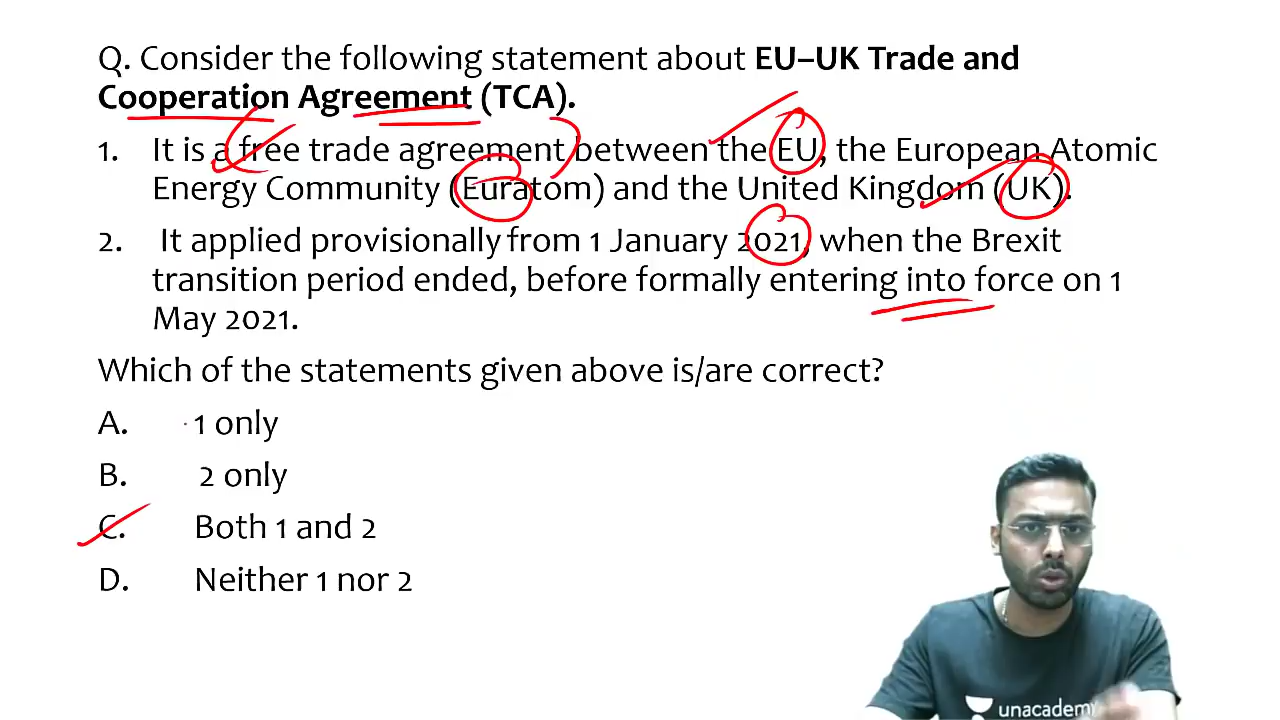 Q. Consider the following statement about EU–UK Trade and
Cooperation Agreement (TCA).
1. It is a free trade agreement between the EU, the European Atomic
Energy Community (Euratom) and the United Kingdom (UK).
2. It applied provisionally from 1 January 2021, when the Brexit
transition period ended, before formally entering into force on 1
May 2021.
Which of the statements given above is/are correct?
A. 1 only
B. 2 only
C. Both 1 and 2
D. Neither 1 nor 2
unacademy